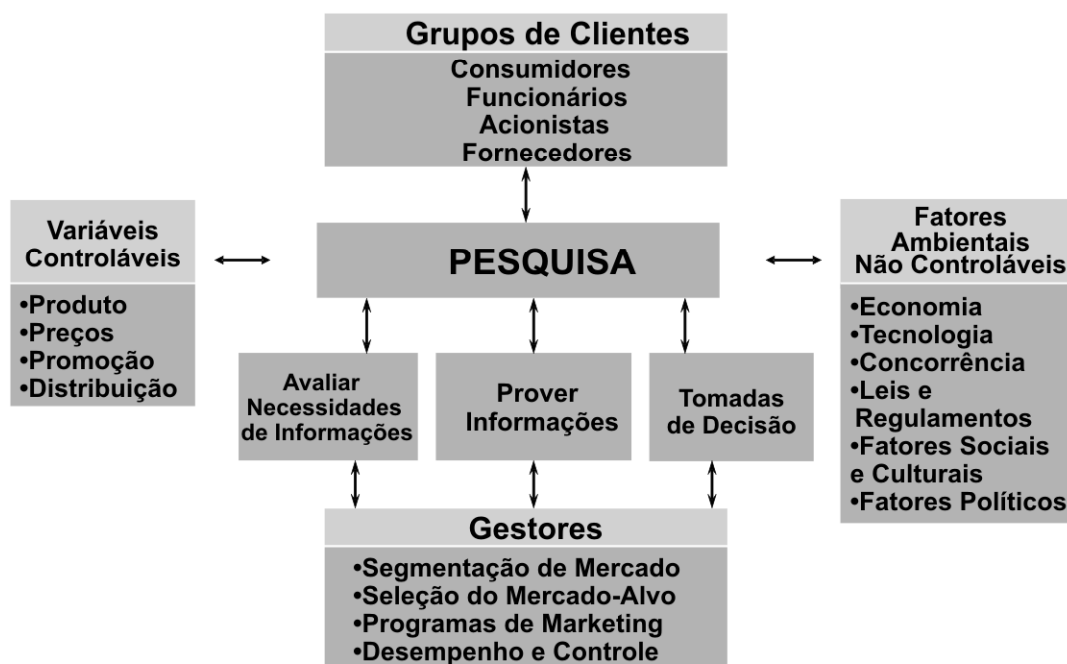 Grupos de Clientes
Consumidores
Funcionários
Acionistas
Fornecedores
Variáveis
Controláveis
•Produto
•Preços
•Promoção
•Distribuição
PESQUISA
Fatores
Ambientais
Não Controláveis
•Economia
•Tecnologia
•Concorrência
•Leis e
Regulamentos
•Fatores Sociais
e Culturais
•Fatores Políticos
Avaliar
Necessidades
de Informações
Prover
Informações
Tomadas
de Decisão
Gestores
•Segmentação de Mercado
•Seleção do Mercado-Alvo
•Programas de Marketing
•Desempenho e Controle